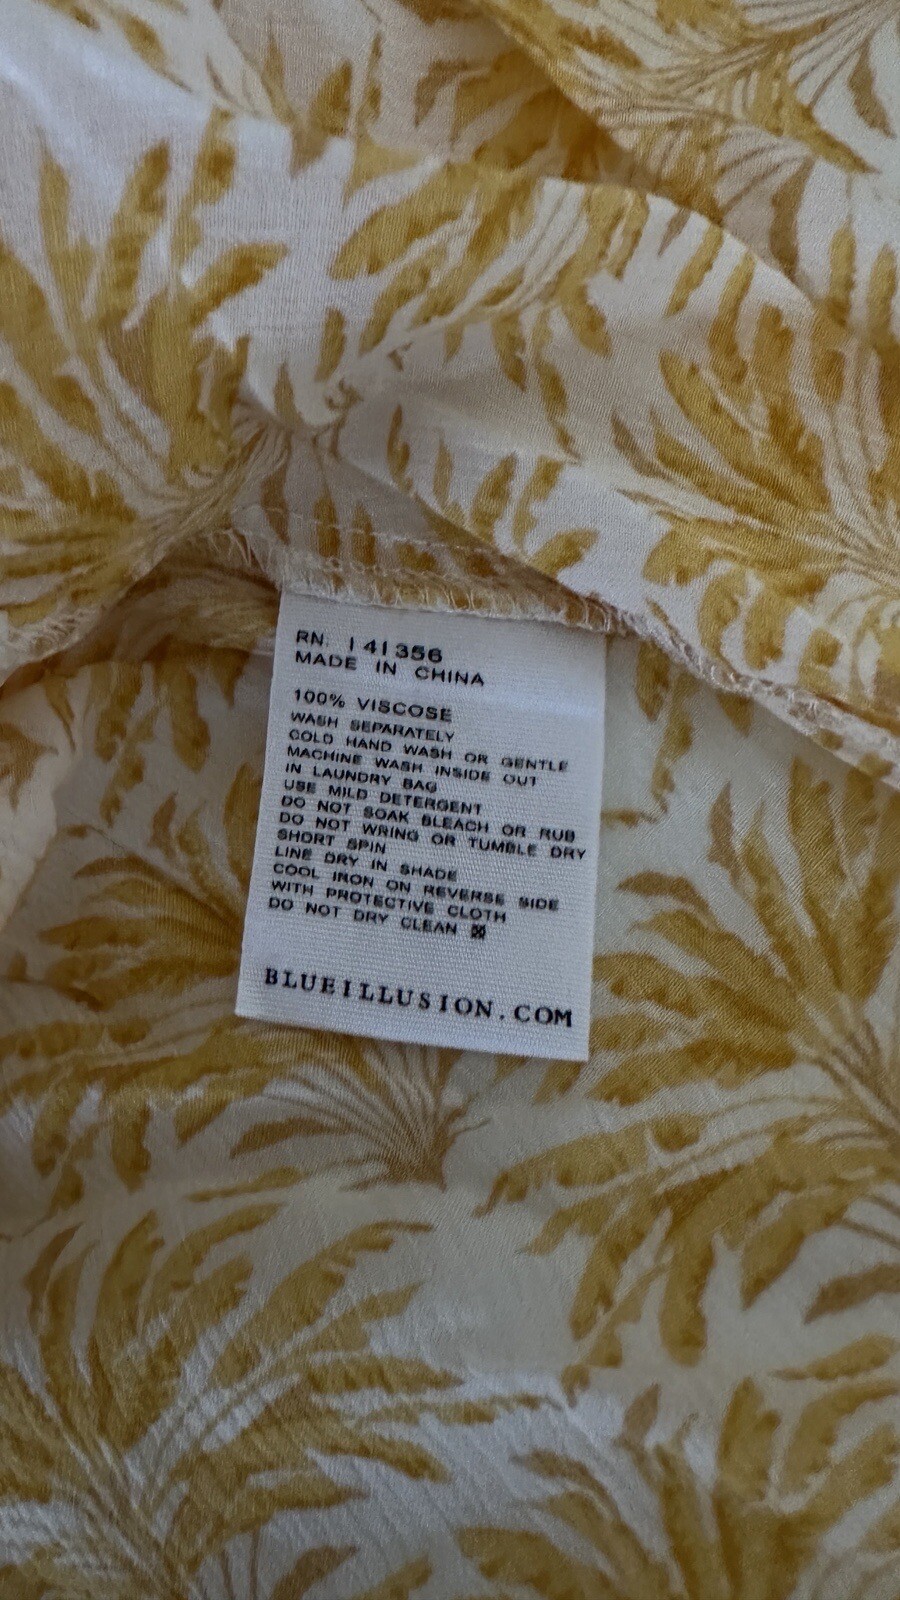 RN. 141356
MADE IN CHINA
100% VISCOSE
WASH SEPARATELY
COLD HAND WASH OR GENTLE
MACHINE WASH INSIDE OUT
IN LAUNDRY BAG
USE MILD DETERGENT
DO NOT SOAK BLEACH OR RUB
DO NOT WRING OR TUMBLE DRY
SHORT SPIN
LINE DRY IN SHADE
COOL IRON ON REVERSE SIDE
WITH PROTECTIVE CLOTH
DO NOT DRY CLEAN
BLUEILLUSION.COM